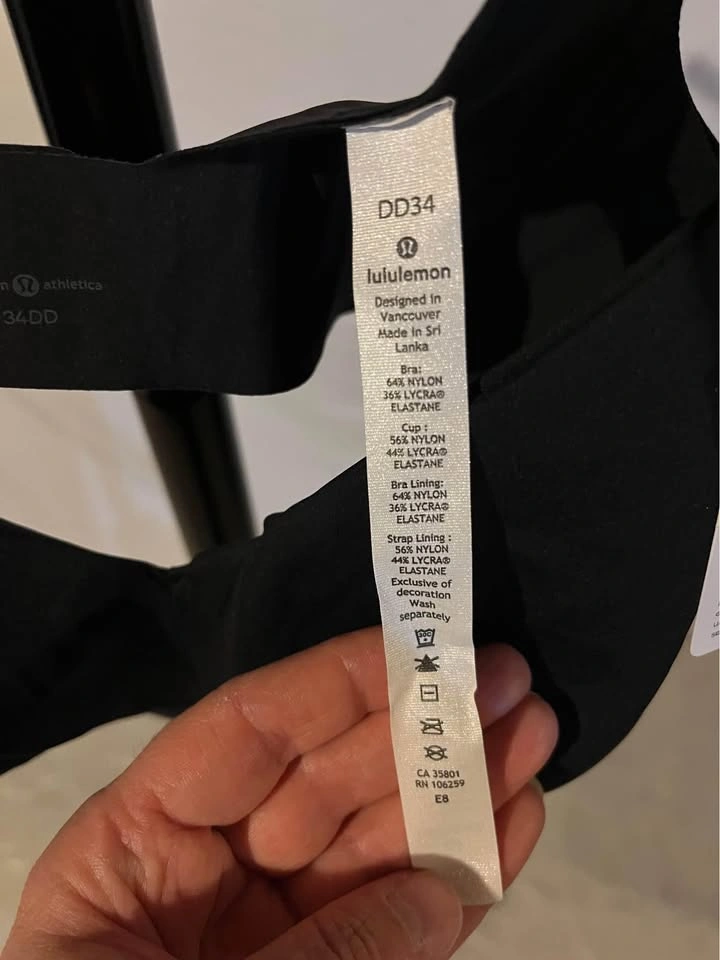 DD34
lululemon
Designed in
Vancouver
Made in Sri
Lanka
Bra:
64% NYLON
36% LYCRA®
ELASTANE
Cup :
56% NYLON
44% LYCRA®
ELASTANE
Bra Lining:
64% NYLON
36% LYCRA®
ELASTANE
Strap Lining :
56% NYLON
44% LYCRA®
ELASTANE
Exclusive of
decoration
Wash
separately
30C
CA 35801
RN 106259
E8
n athletica
34DD